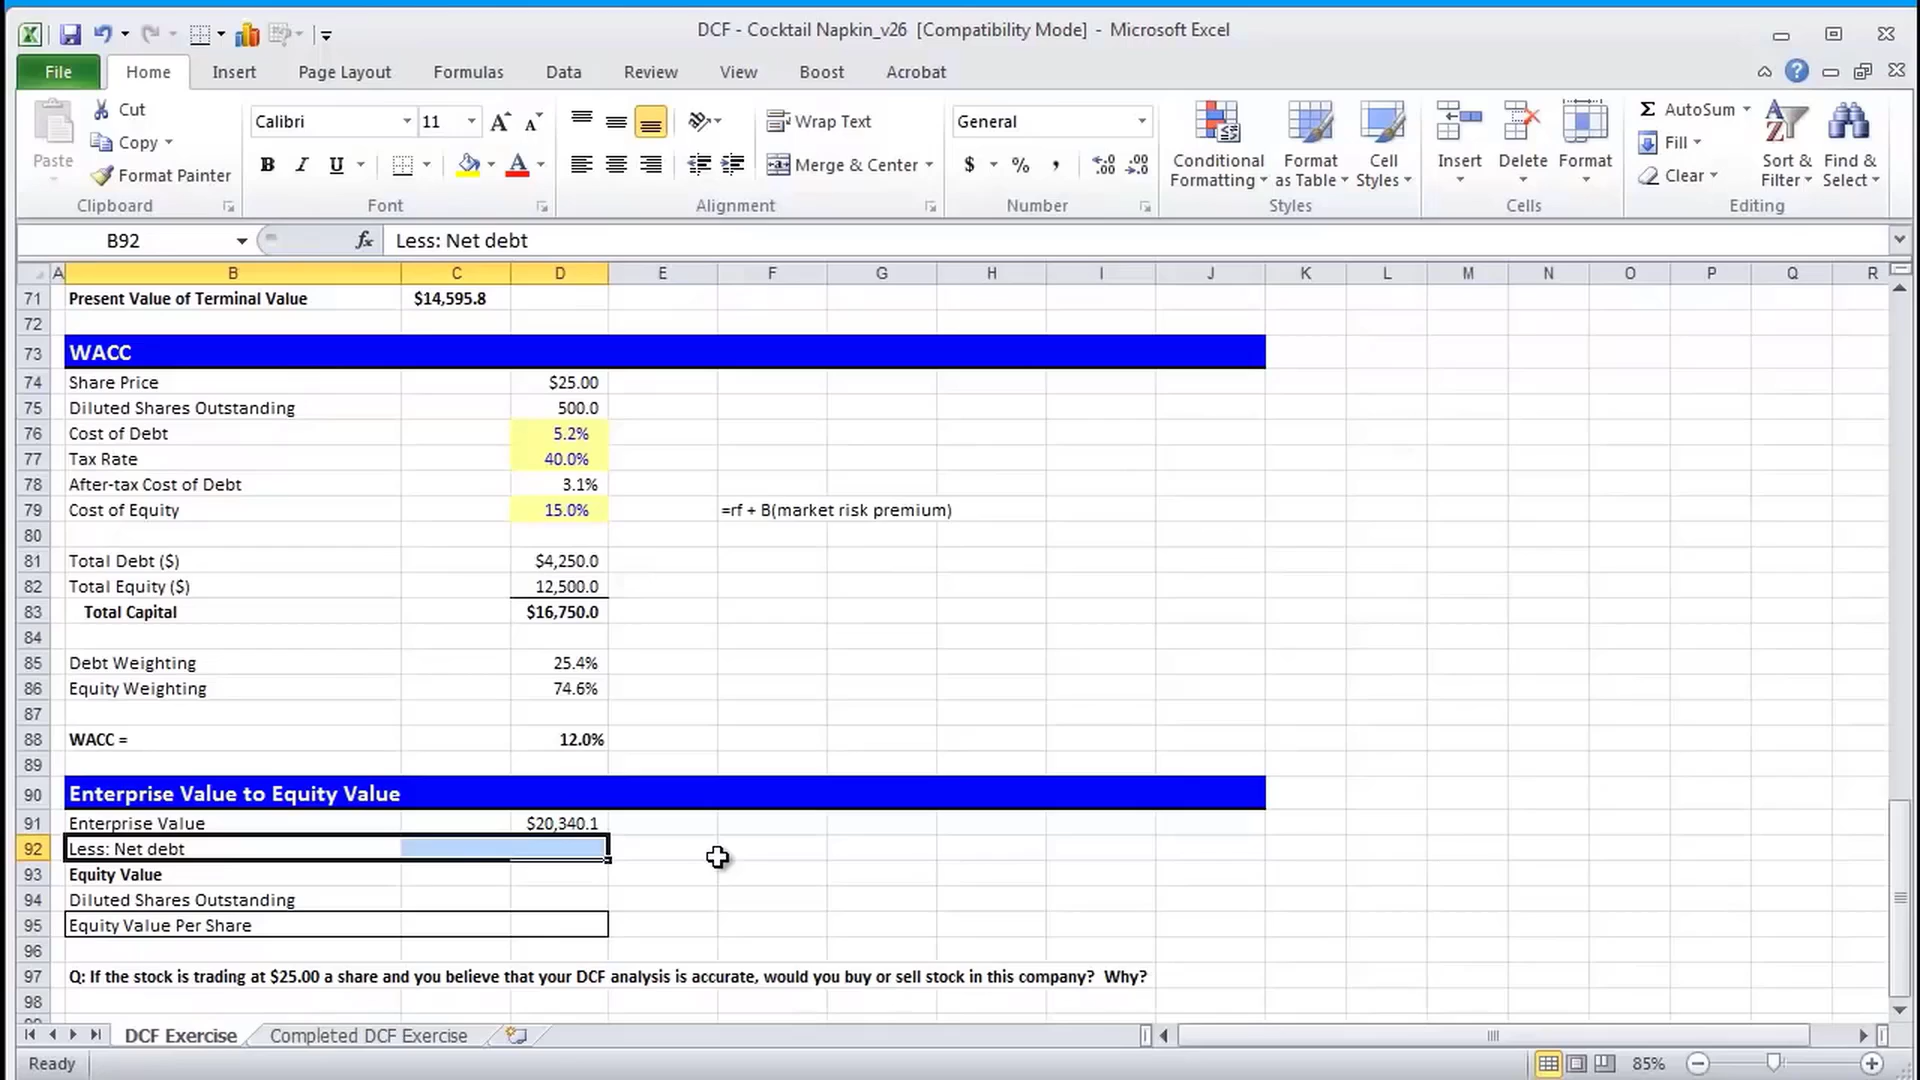 DCF - Cocktail Napkin_v26 [Compatibility Mode] - Microsoft Excel
File Home Insert Page Layout Formulas Data Review View Boost Acrobat
Paste
Cut
Copy
Format Painter
Clipboard
Calibri 11
B I U
Font
Wrap Text
Merge & Center
Alignment
General
$ % ,
Number
Conditional Formatting
Format as Table
Cell Styles
Styles
Insert Delete Format
Cells
Σ AutoSum
Fill
Clear
Sort & Filter
Find & Select
Editing
B92 fx Less: Net debt
A B C D E F G H I J K L M N O P Q R
71 Present Value of Terminal Value $14,595.8
72
73 WACC
74 Share Price $25.00
75 Diluted Shares Outstanding 500.0
76 Cost of Debt 5.2%
77 Tax Rate 40.0%
78 After-tax Cost of Debt 3.1%
79 Cost of Equity 15.0% =rf + B(market risk premium)
80
81 Total Debt ($) $4,250.0
82 Total Equity ($) 12,500.0
83 Total Capital $16,750.0
84
85 Debt Weighting 25.4%
86 Equity Weighting 74.6%
87
88 WACC = 12.0%
89
90 Enterprise Value to Equity Value
91 Enterprise Value $20,340.1
92 Less: Net debt
93 Equity Value
94 Diluted Shares Outstanding
95 Equity Value Per Share
96
97 Q: If the stock is trading at $25.00 a share and you believe that your DCF analysis is accurate, would you buy or sell stock in this company? Why?
98
DCF Exercise Completed DCF Exercise
Ready 85%